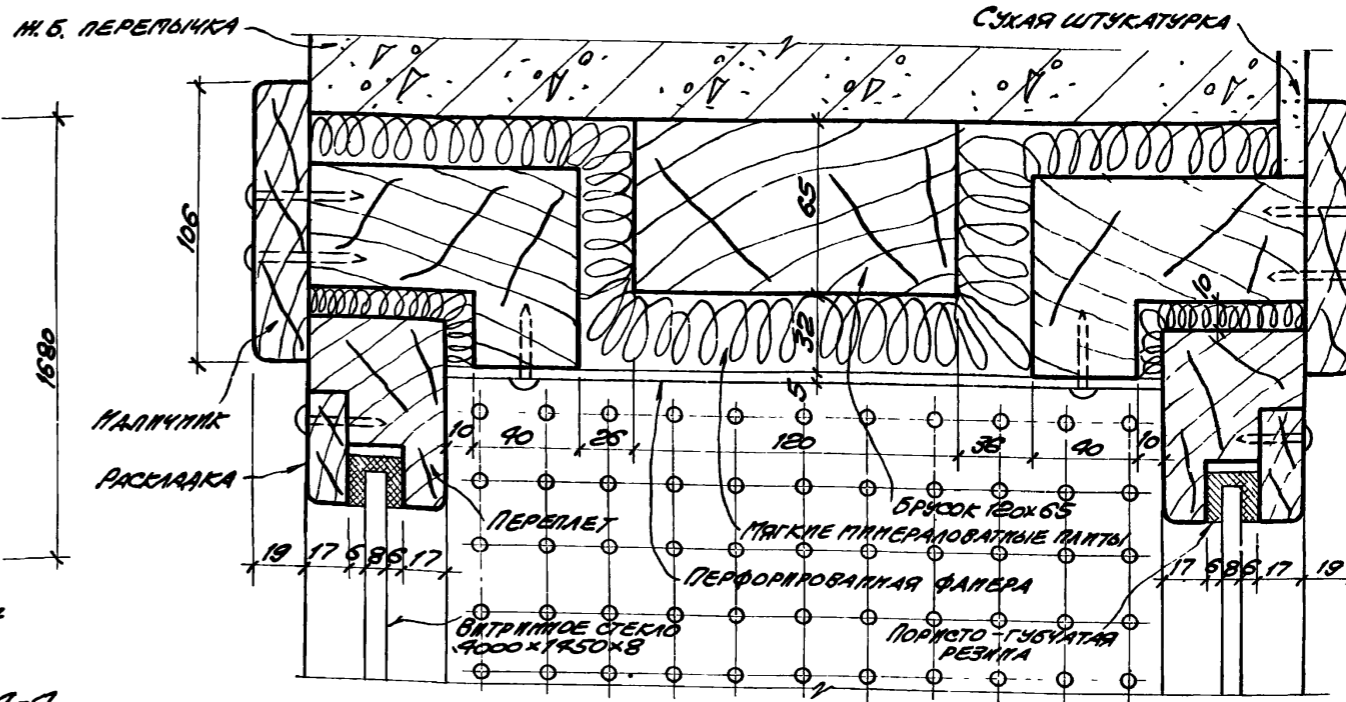 Ж.Б. ПЕРЕМЫЧКА
СУХАЯ ШТУКАТУРКА
106
1680
65
32
5
10
НАЛИЧНИК
РАСКЛАДКА
ПЕРЕПЛЕТ
10 40 26 120 36 40 10
БРУСОК 120х65
МЯГКИЕ МИНЕРАЛОВАТНЫЕ ПЛИТЫ
ПЕРФОРИРОВАННАЯ ФАНЕРА
19 17 6 8 6 17
17 6 8 6 17 19
ВИТРИННОЕ СТЕКЛО
4000х1450х8
ПОРИСТО-ГУБЧАТАЯ
РЕЗИНА